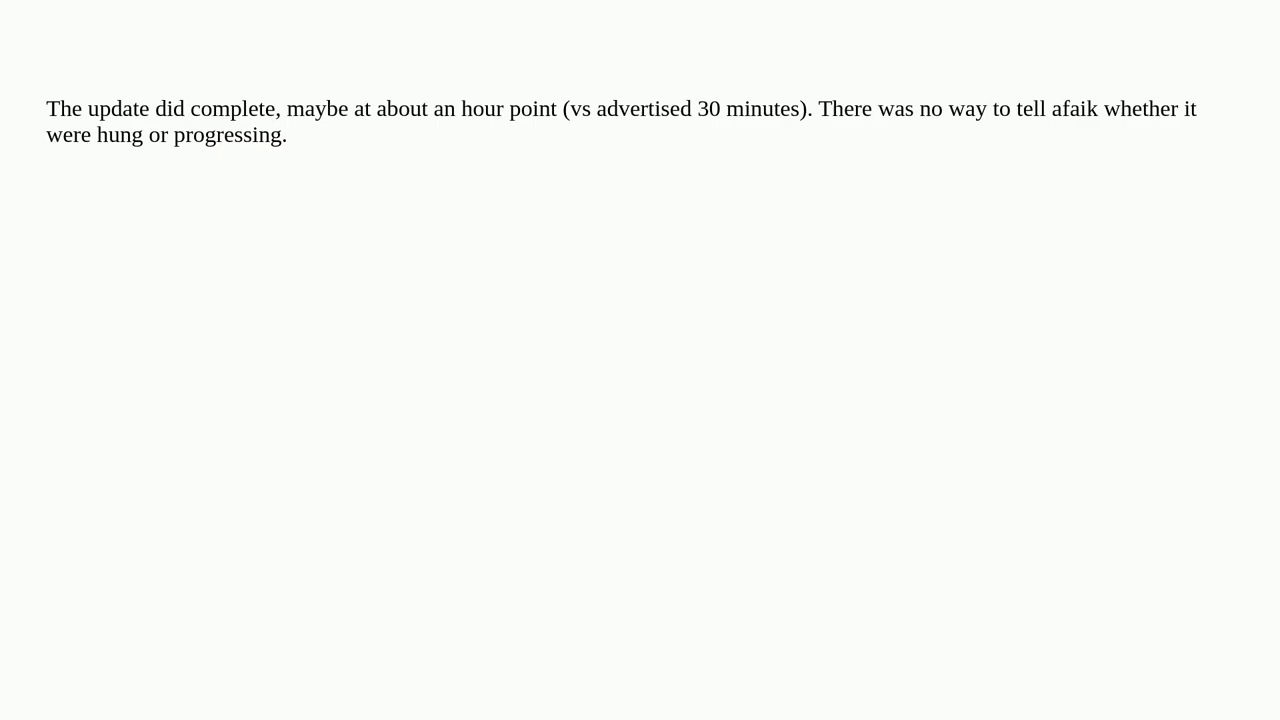 The update did complete, maybe at about an hour point (vs advertised 30 minutes). There was no way to tell afaik whether it
were hung or progressing.